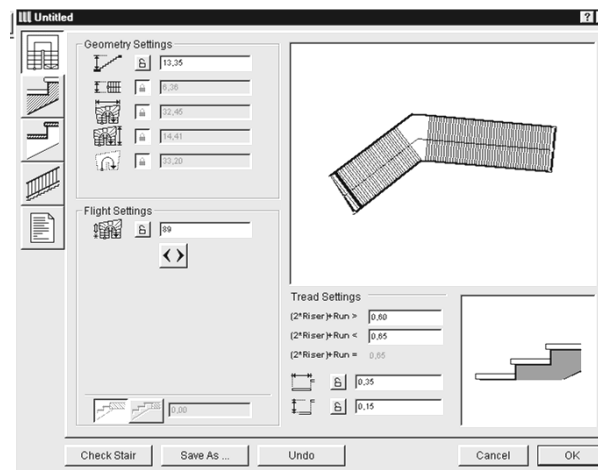 Untitled
Geometry Settings
13,35
6,36
32,45
14,41
33,20
Flight Settings
89
0,00
Tread Settings
(2*Riser)+Run > 0,60
(2*Riser)+Run < 0,65
(2*Riser)+Run = 0,65
0,35
0,15
Check Stair
Save As ...
Undo
Cancel
OK